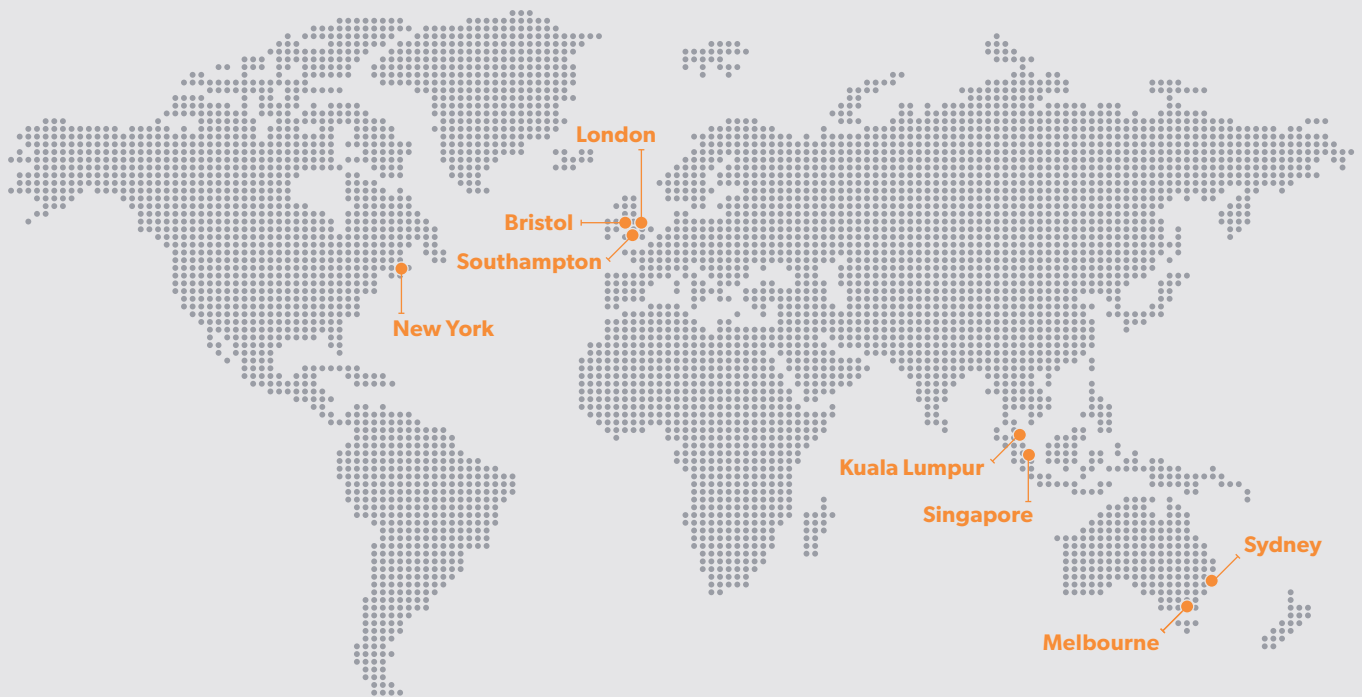 London
Bristol
Southampton
New York
Kuala Lumpur
Singapore
Sydney
Melbourne